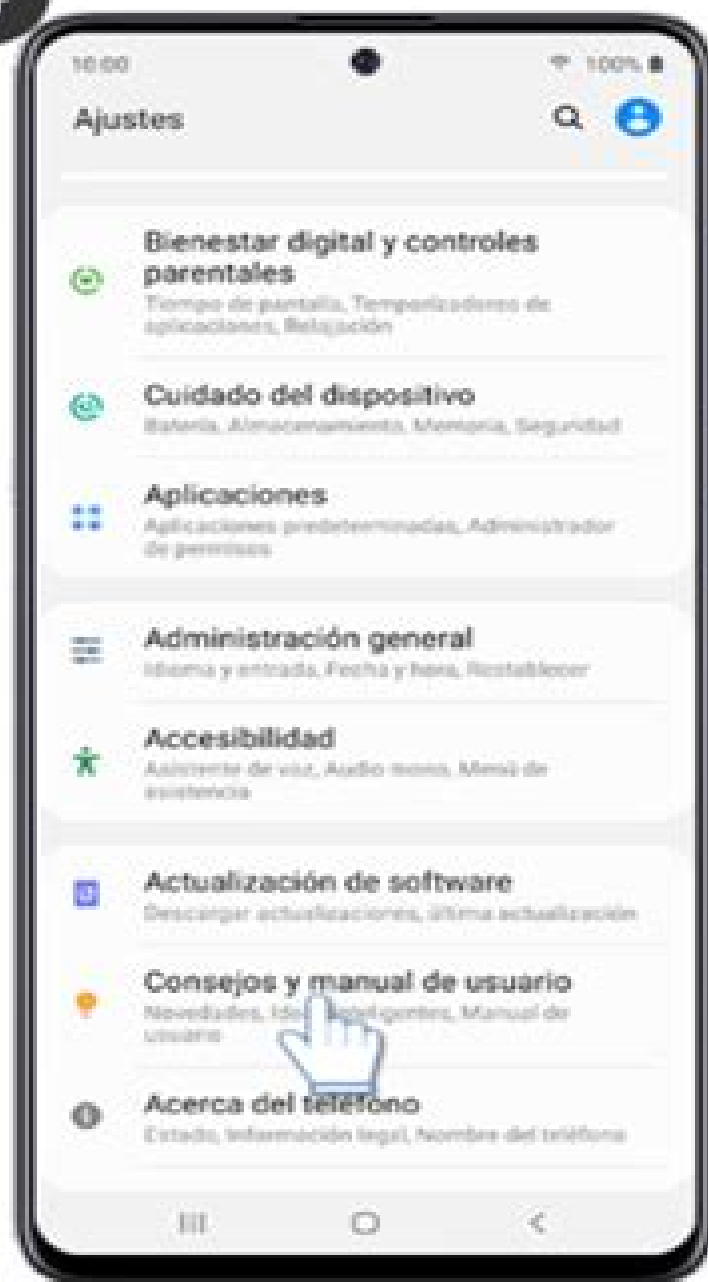 10:00
100%
Ajustes
Bienestar digital y controles
parentales
Tiempo de pantalla, Temporizadores de
aplicaciones, Relajación
Cuidado del dispositivo
Batería, Almacenamiento, Memoria, Seguridad
Aplicaciones
Aplicaciones predeterminadas, Administrador
de permisos
Administración general
Idioma y entrada, Fecha y hora, Restablecer
Accesibilidad
Asistente de voz, Audio mono, Menú de
asistencia
Actualización de software
Descargar actualizaciones, última actualización
Consejos y manual de usuario
Novedades, Manual de
usuario
Acerca del teléfono
Estado, Información legal, Nombre del teléfono